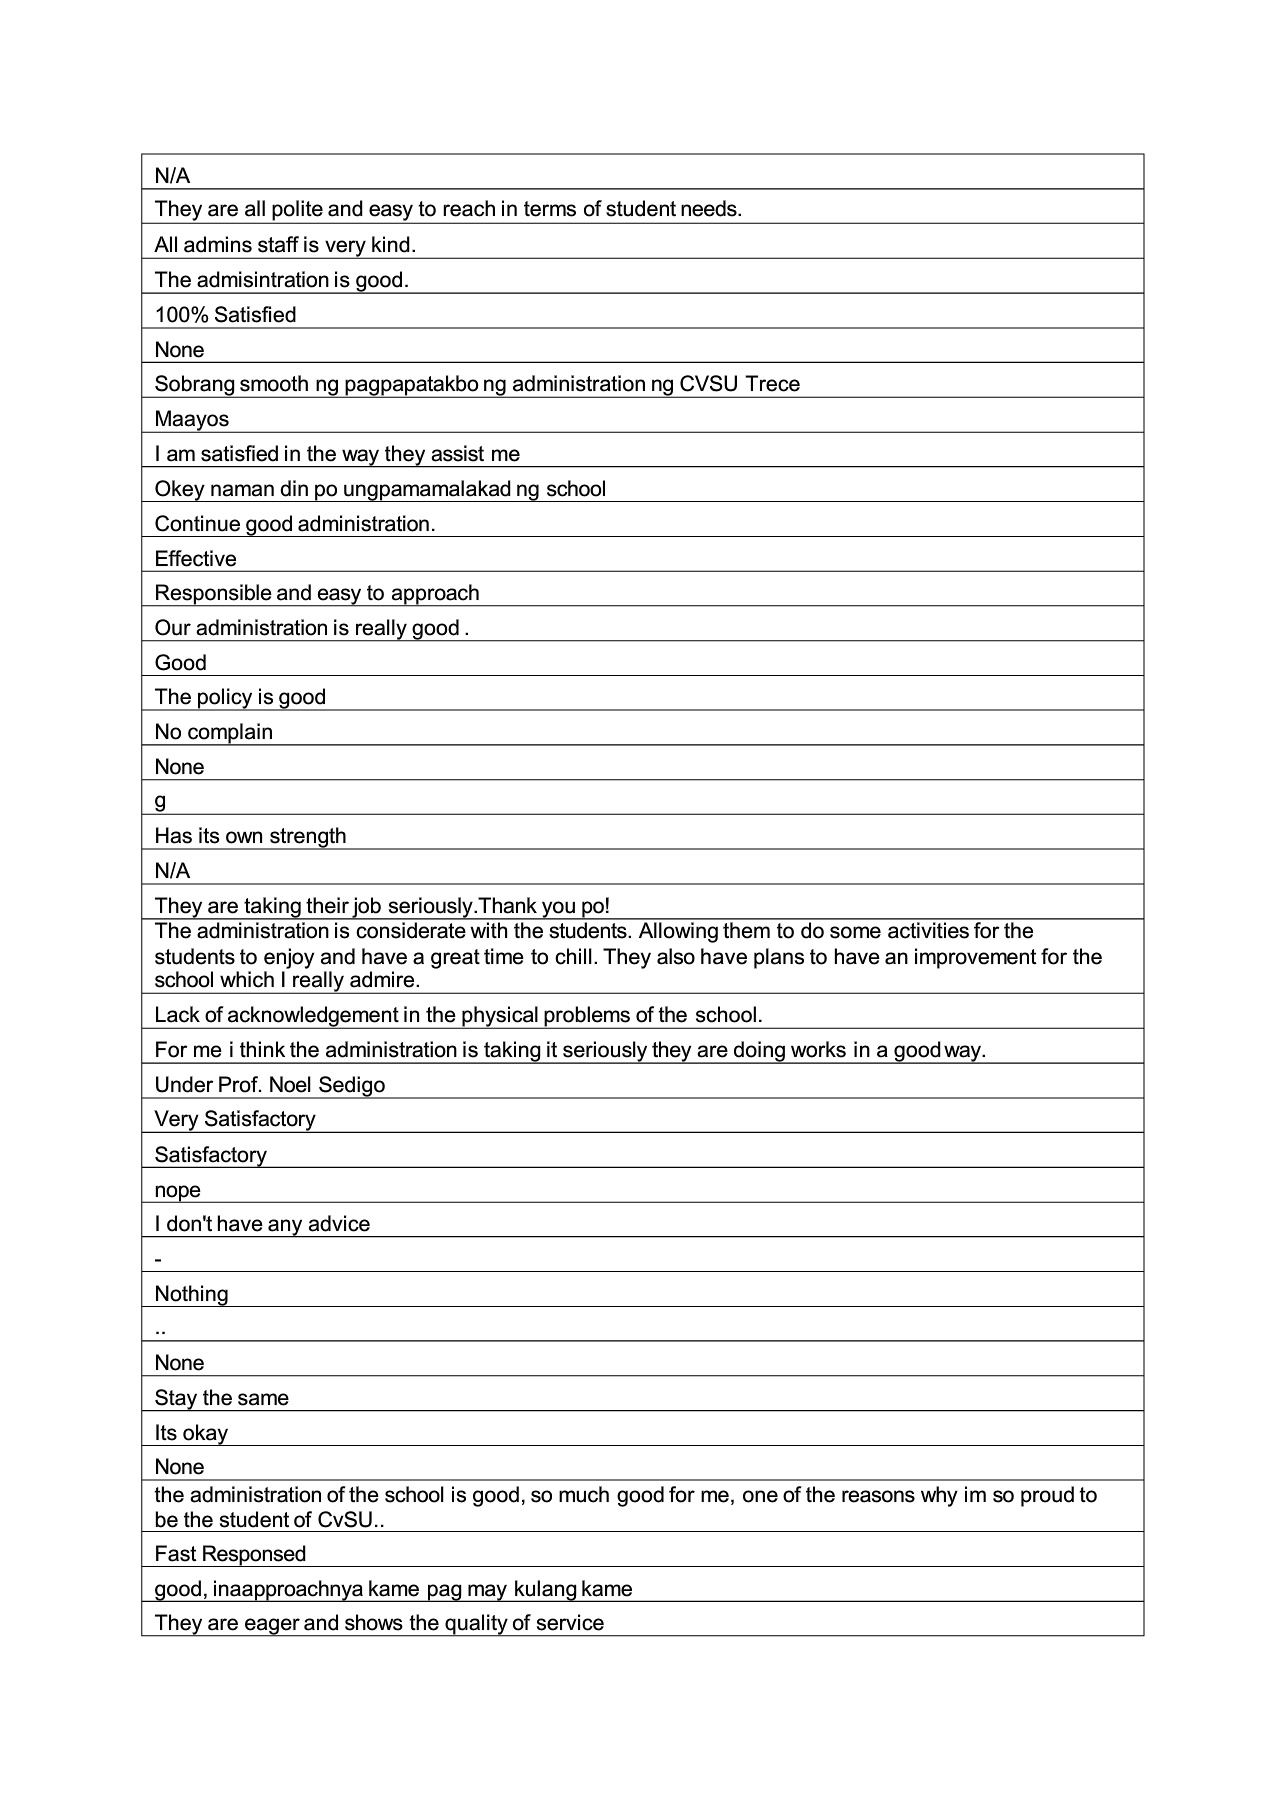 N/A
They are all polite and easy to reach in terms of student needs.
All admins staff is very kind.
The admisintration is good.
100% Satisfied
None
Sobrang smooth ng pagpapatakbo ng administration ng CVSU Trece
Maayos
I am satisfied in the way they assist me
Okey naman din po ungpamamalakad ng school
Continue good administration.
Effective
Responsible and easy to approach
Our administration is really good .
Good
The policy is good
No complain
None
g
Has its own strength
N/A
They are taking their job seriously.Thank you po!
The administration is considerate with the students. Allowing them to do some activities for the
students to enjoy and have a great time to chill. They also have plans to have an improvement for the
school which I really admire.
Lack of acknowledgement in the physical problems of the school.
For me i think the administration is taking it seriously they are doing works in a good way.
Under Prof. Noel Sedigo
Very Satisfactory
Satisfactory
nope
I don't have any advice
-
Nothing
..
None
Stay the same
Its okay
None
the administration of the school is good, so much good for me, one of the reasons why im so proud to
be the student of CvSU..
Fast Responsed
good, inaapproachnya kame pag may kulang kame
They are eager and shows the quality of service